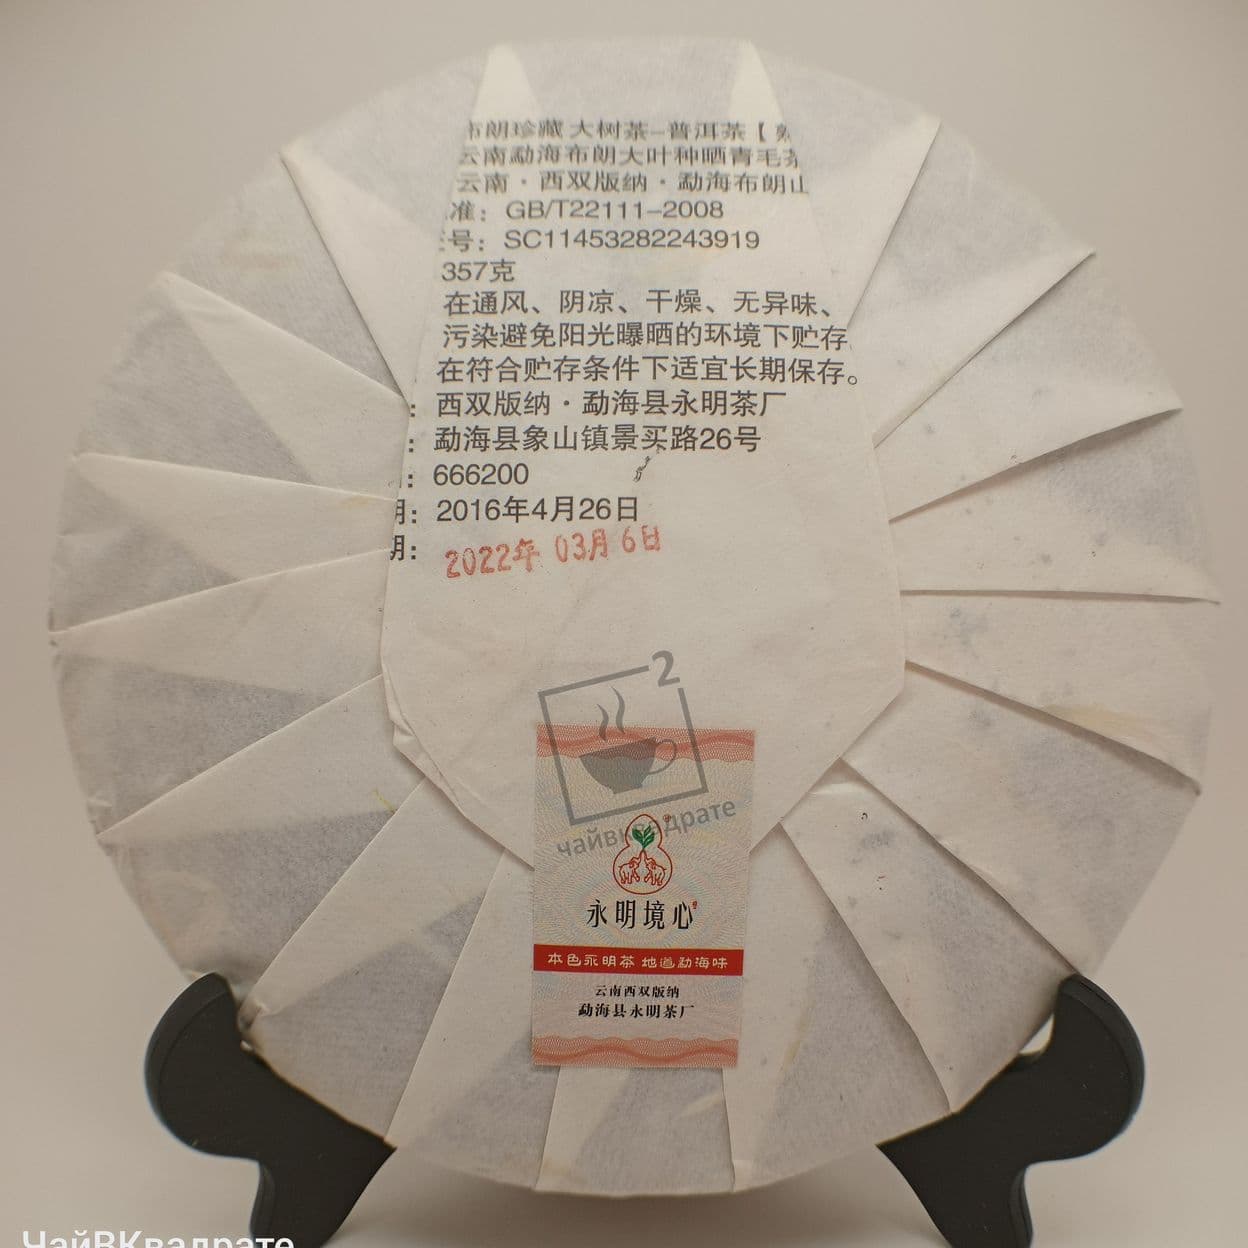 布朗珍藏 大树茶-普洱茶【熟
云南勐海布朗大叶种晒青毛茶
云南·西双版纳·勐海布朗山
准：GB/T22111-2008
号：SC11453282243919
357克
在通风、阴凉、干燥、无异味、
污染避免阳光曝晒的环境下贮存,
在符合贮存条件下适宜长期保存。
：西双版纳·勐海县永明茶厂
：勐海县象山镇景买路26号
：666200
期：2016年4月26日
期：2022年03月6日
2
чайвквадрате
永明境心
本色永明茶 地道勐海味
云南西双版纳
勐海县永明茶厂
ЧайВКвадрате